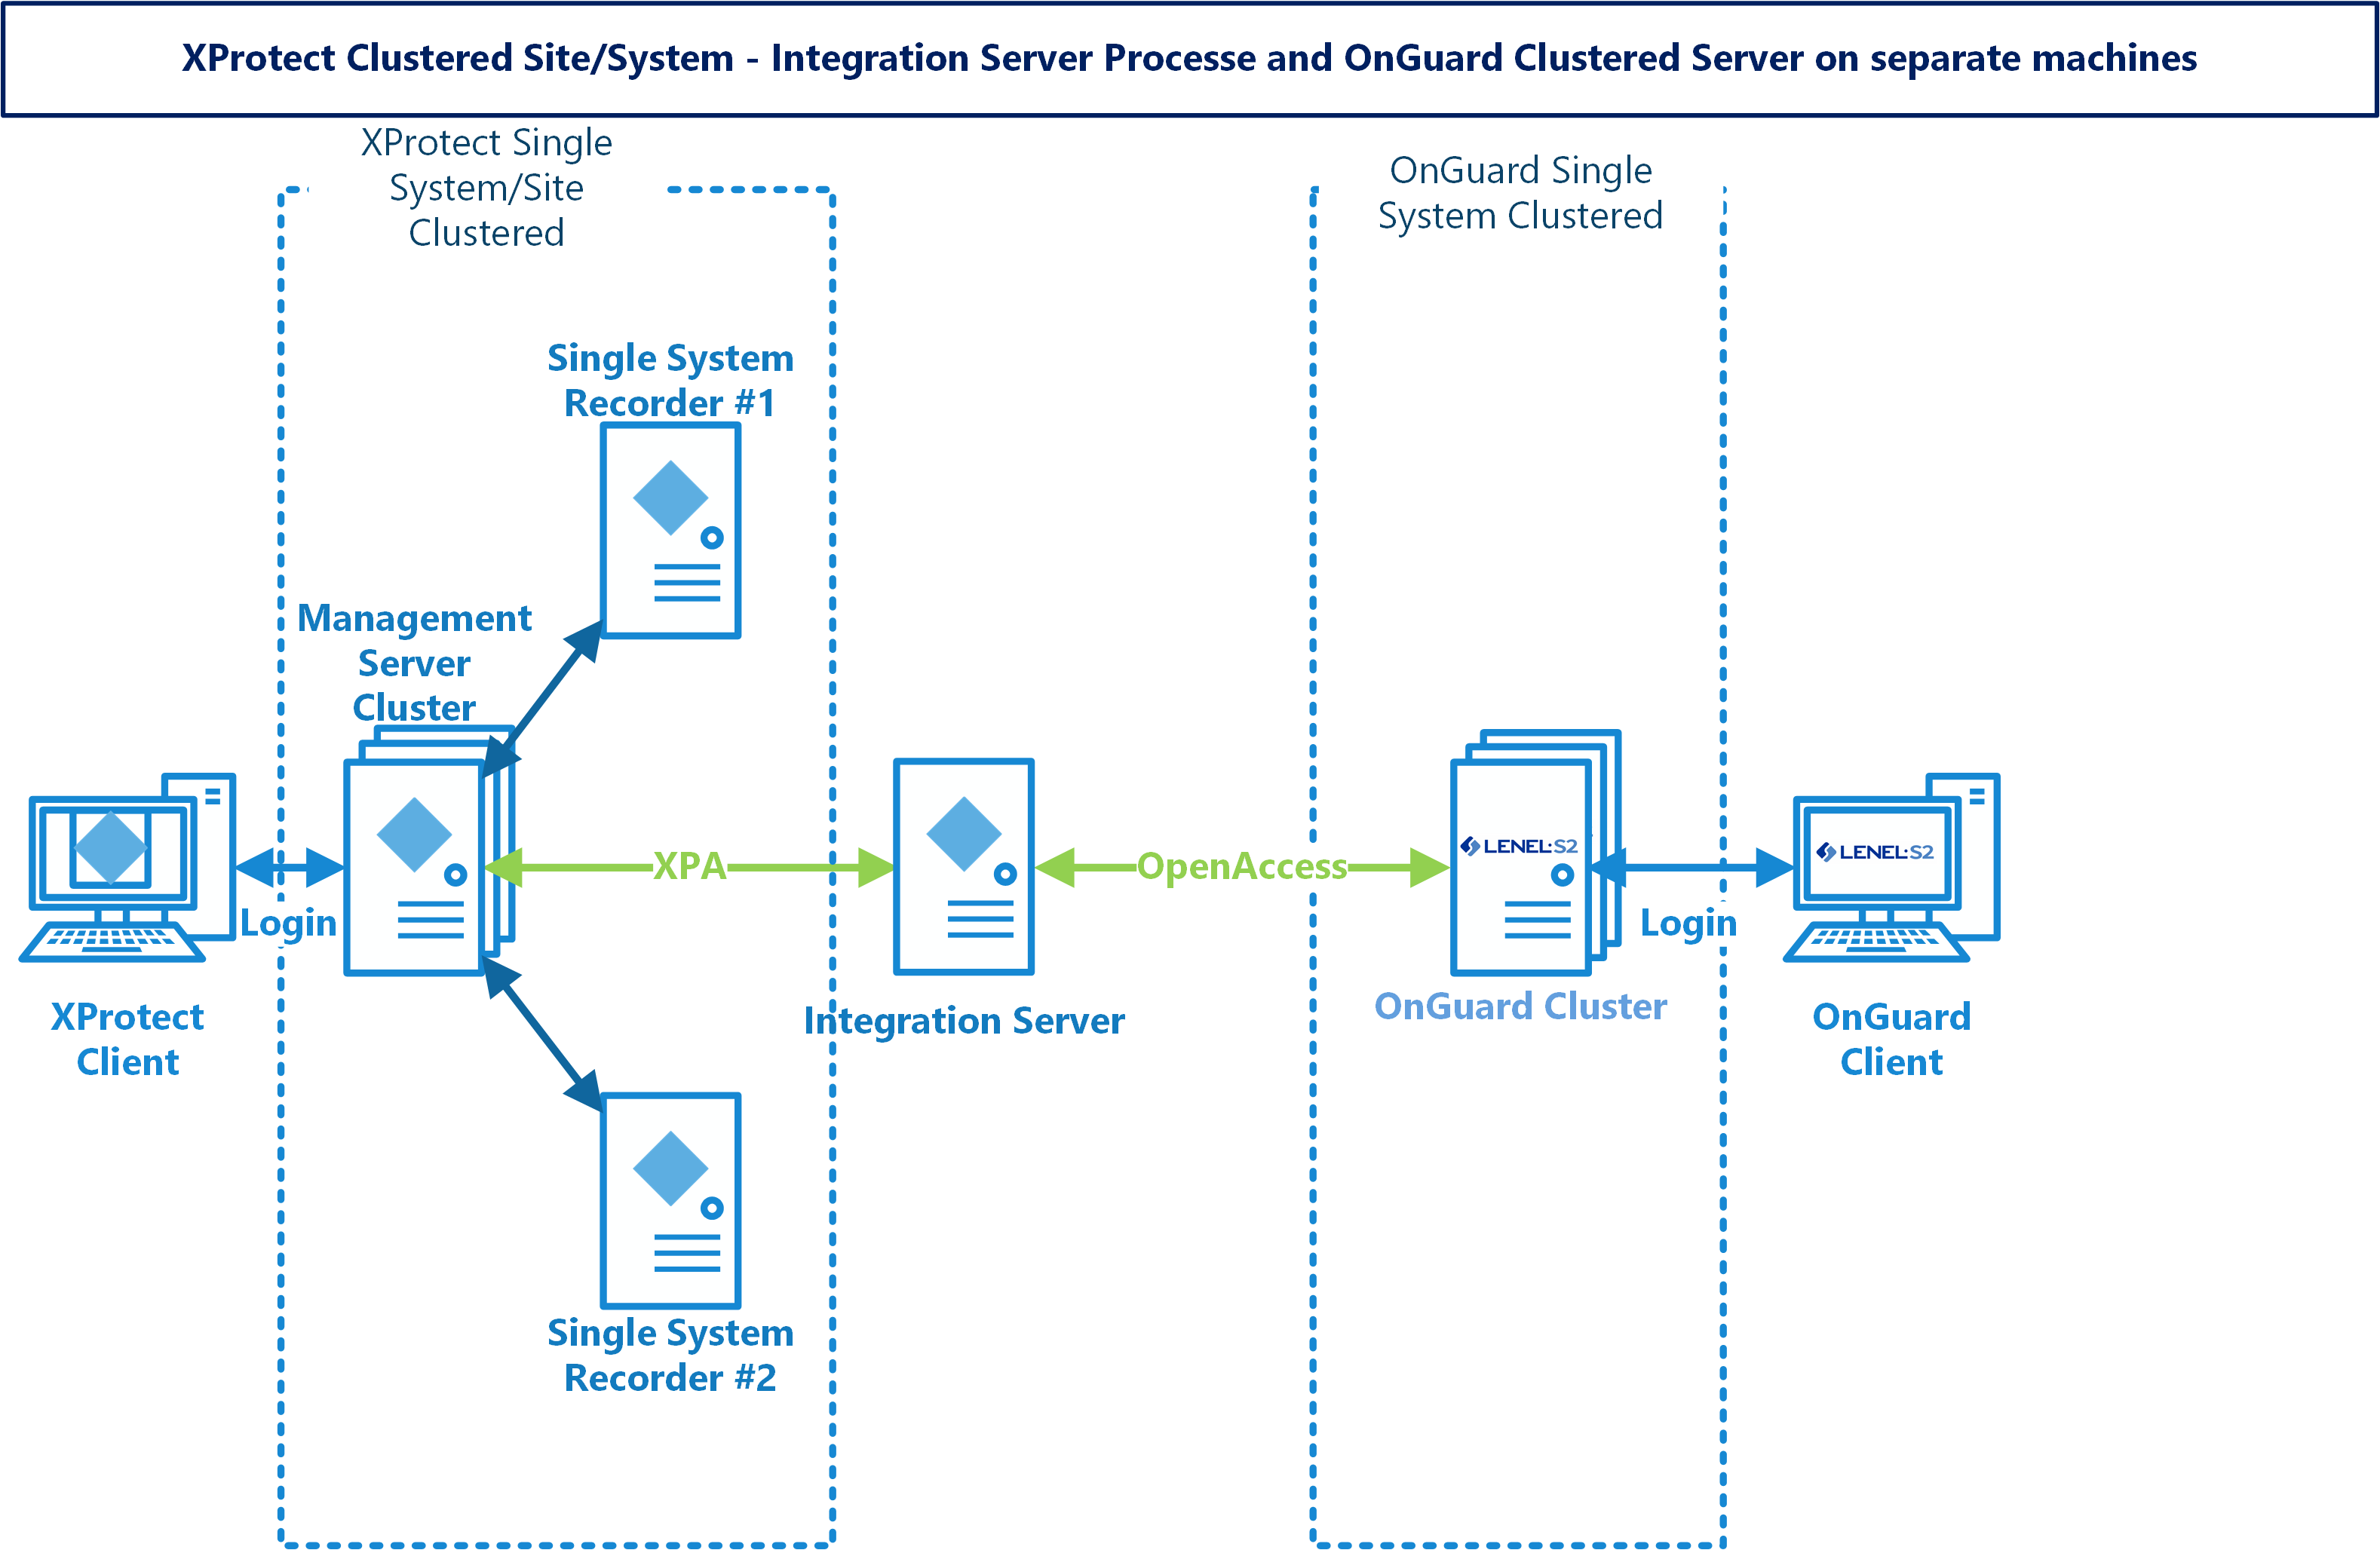 XProtect Clustered Site/System - Integration Server Processe and OnGuard Clustered Server on separate machines
XProtect Single
System/Site
Clustered
OnGuard Single
System Clustered
Single System
Recorder #1
Management
Server
Cluster
XPA
OpenAccess
LENEL:S2
LENEL:S2
Login
Login
XProtect
Client
Integration Server
OnGuard Cluster
OnGuard
Client
Single System
Recorder #2